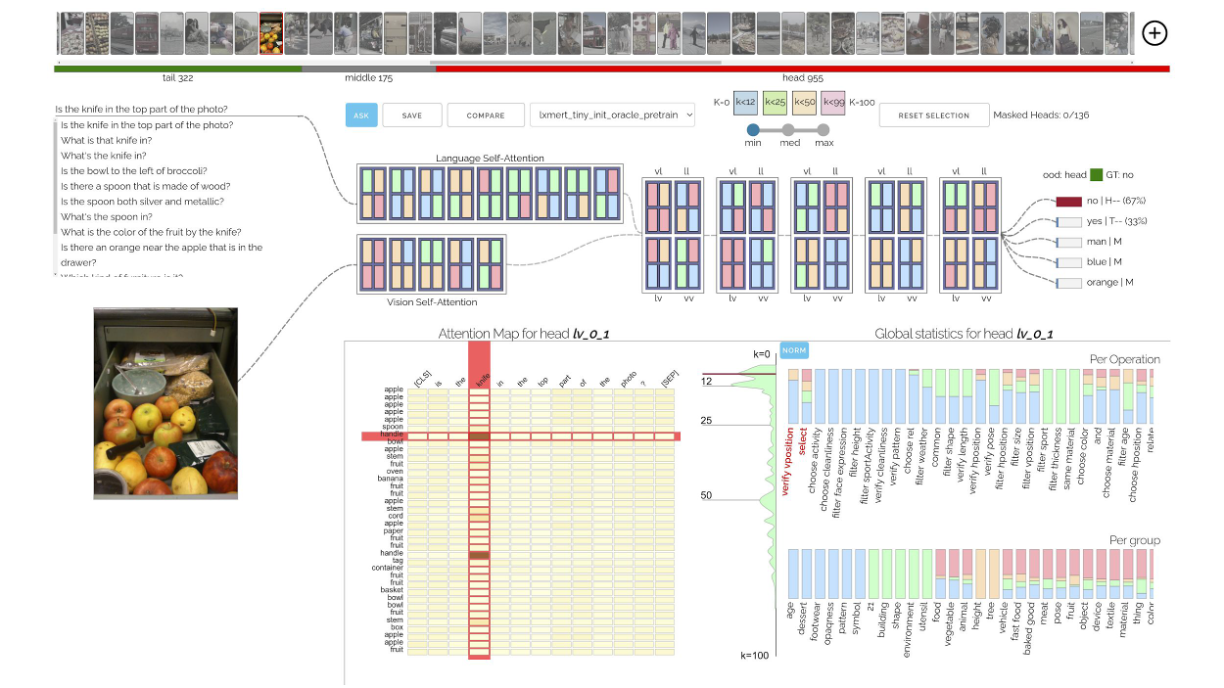 tail 322
middle 175
head 955
Is the knife in the top part of the photo?
Is the knife in the top part of the photo?
What is that knife in?
What's the knife in?
Is the bowl to the left of broccoli?
Is there a spoon that is made of wood?
Is the spoon both silver and metallic?
What's the spoon in?
What is the color of the fruit by the knife?
Is there an orange near the apple that is in the
drawer?
ASK
SAVE
COMPARE
lxmert_tiny_init_oracle_pretrain
K=0
k<12
k<25
k<50
k<99
K=100
min
med
max
RESET SELECTION
Masked Heads: 0/136
Language Self-Attention
Vision Self-Attention
vl ll
vl ll
vl ll
vl ll
vl ll
lv vv
lv vv
lv vv
lv vv
lv vv
ood: head GT: no
no | H-- (67%)
yes | T-- (33%)
man | M
blue | M
orange | M
Attention Map for head lv_0_1
[CLS]
is
the
knife
in
the
top
part
of
the
photo
?
[SEP]
apple
apple
apple
apple
apple
spoon
handle
bowl
apple
stem
fruit
oven
banana
fruit
fruit
apple
stem
cord
apple
paper
fruit
fruit
handle
tag
container
fruit
fruit
basket
bowl
bowl
fruit
stem
box
apple
apple
fruit
Global statistics for head lv_0_1
k=0
12
25
50
k=100
NORM
Per Operation
verify vposition
select
choose activity
choose cleanliness
filter face expression
filter height
filter sportActivity
verify cleanliness
verify pattern
choose rel
filter weather
common
filter shape
verify length
verify hposition
verify pose
filter hposition
filter size
filter vposition
filter sport
filter thickness
same material
choose color
and
choose material
filter age
choose hposition
relate
Per group
age
dessert
footwear
opaqness
pattern
symbol
21
building
shape
environment
utensil
food
vegetable
animal
height
tree
vehicle
fast food
baked good
meat
pose
fruit
object
device
textile
material
thing
color